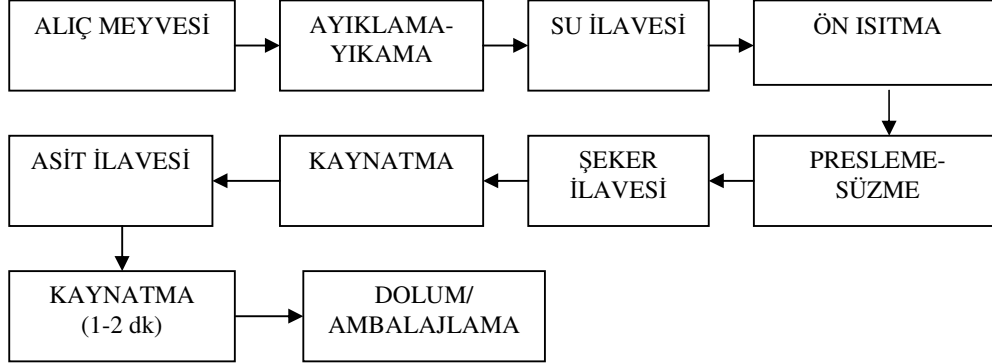 ALIÇ MEYVESİ
AYIKLAMA-
YIKAMA
SU İLAVESİ
ÖN ISITMA
PRESLEME-
SÜZME
ŞEKER
İLAVESİ
KAYNATMA
ASİT İLAVESİ
KAYNATMA
(1-2 dk)
DOLUM/
AMBALAJLAMA